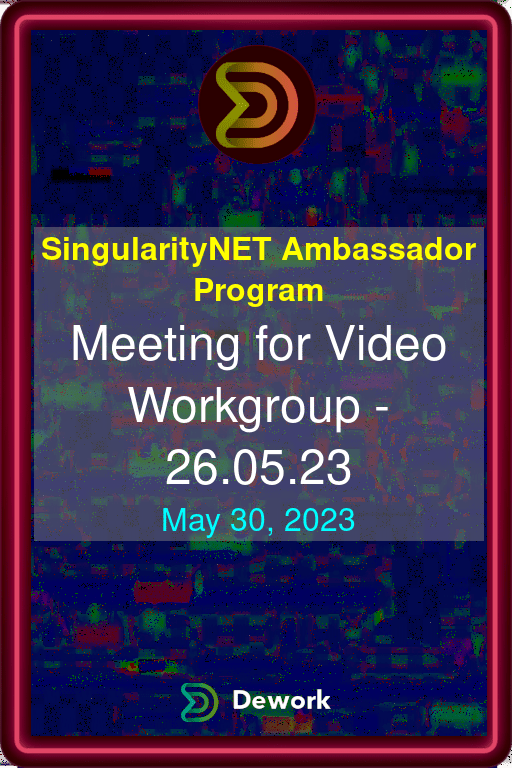 SingularityNET Ambassador
Program
Meeting for Video
Workgroup -
26.05.23
May 30, 2023
Dework